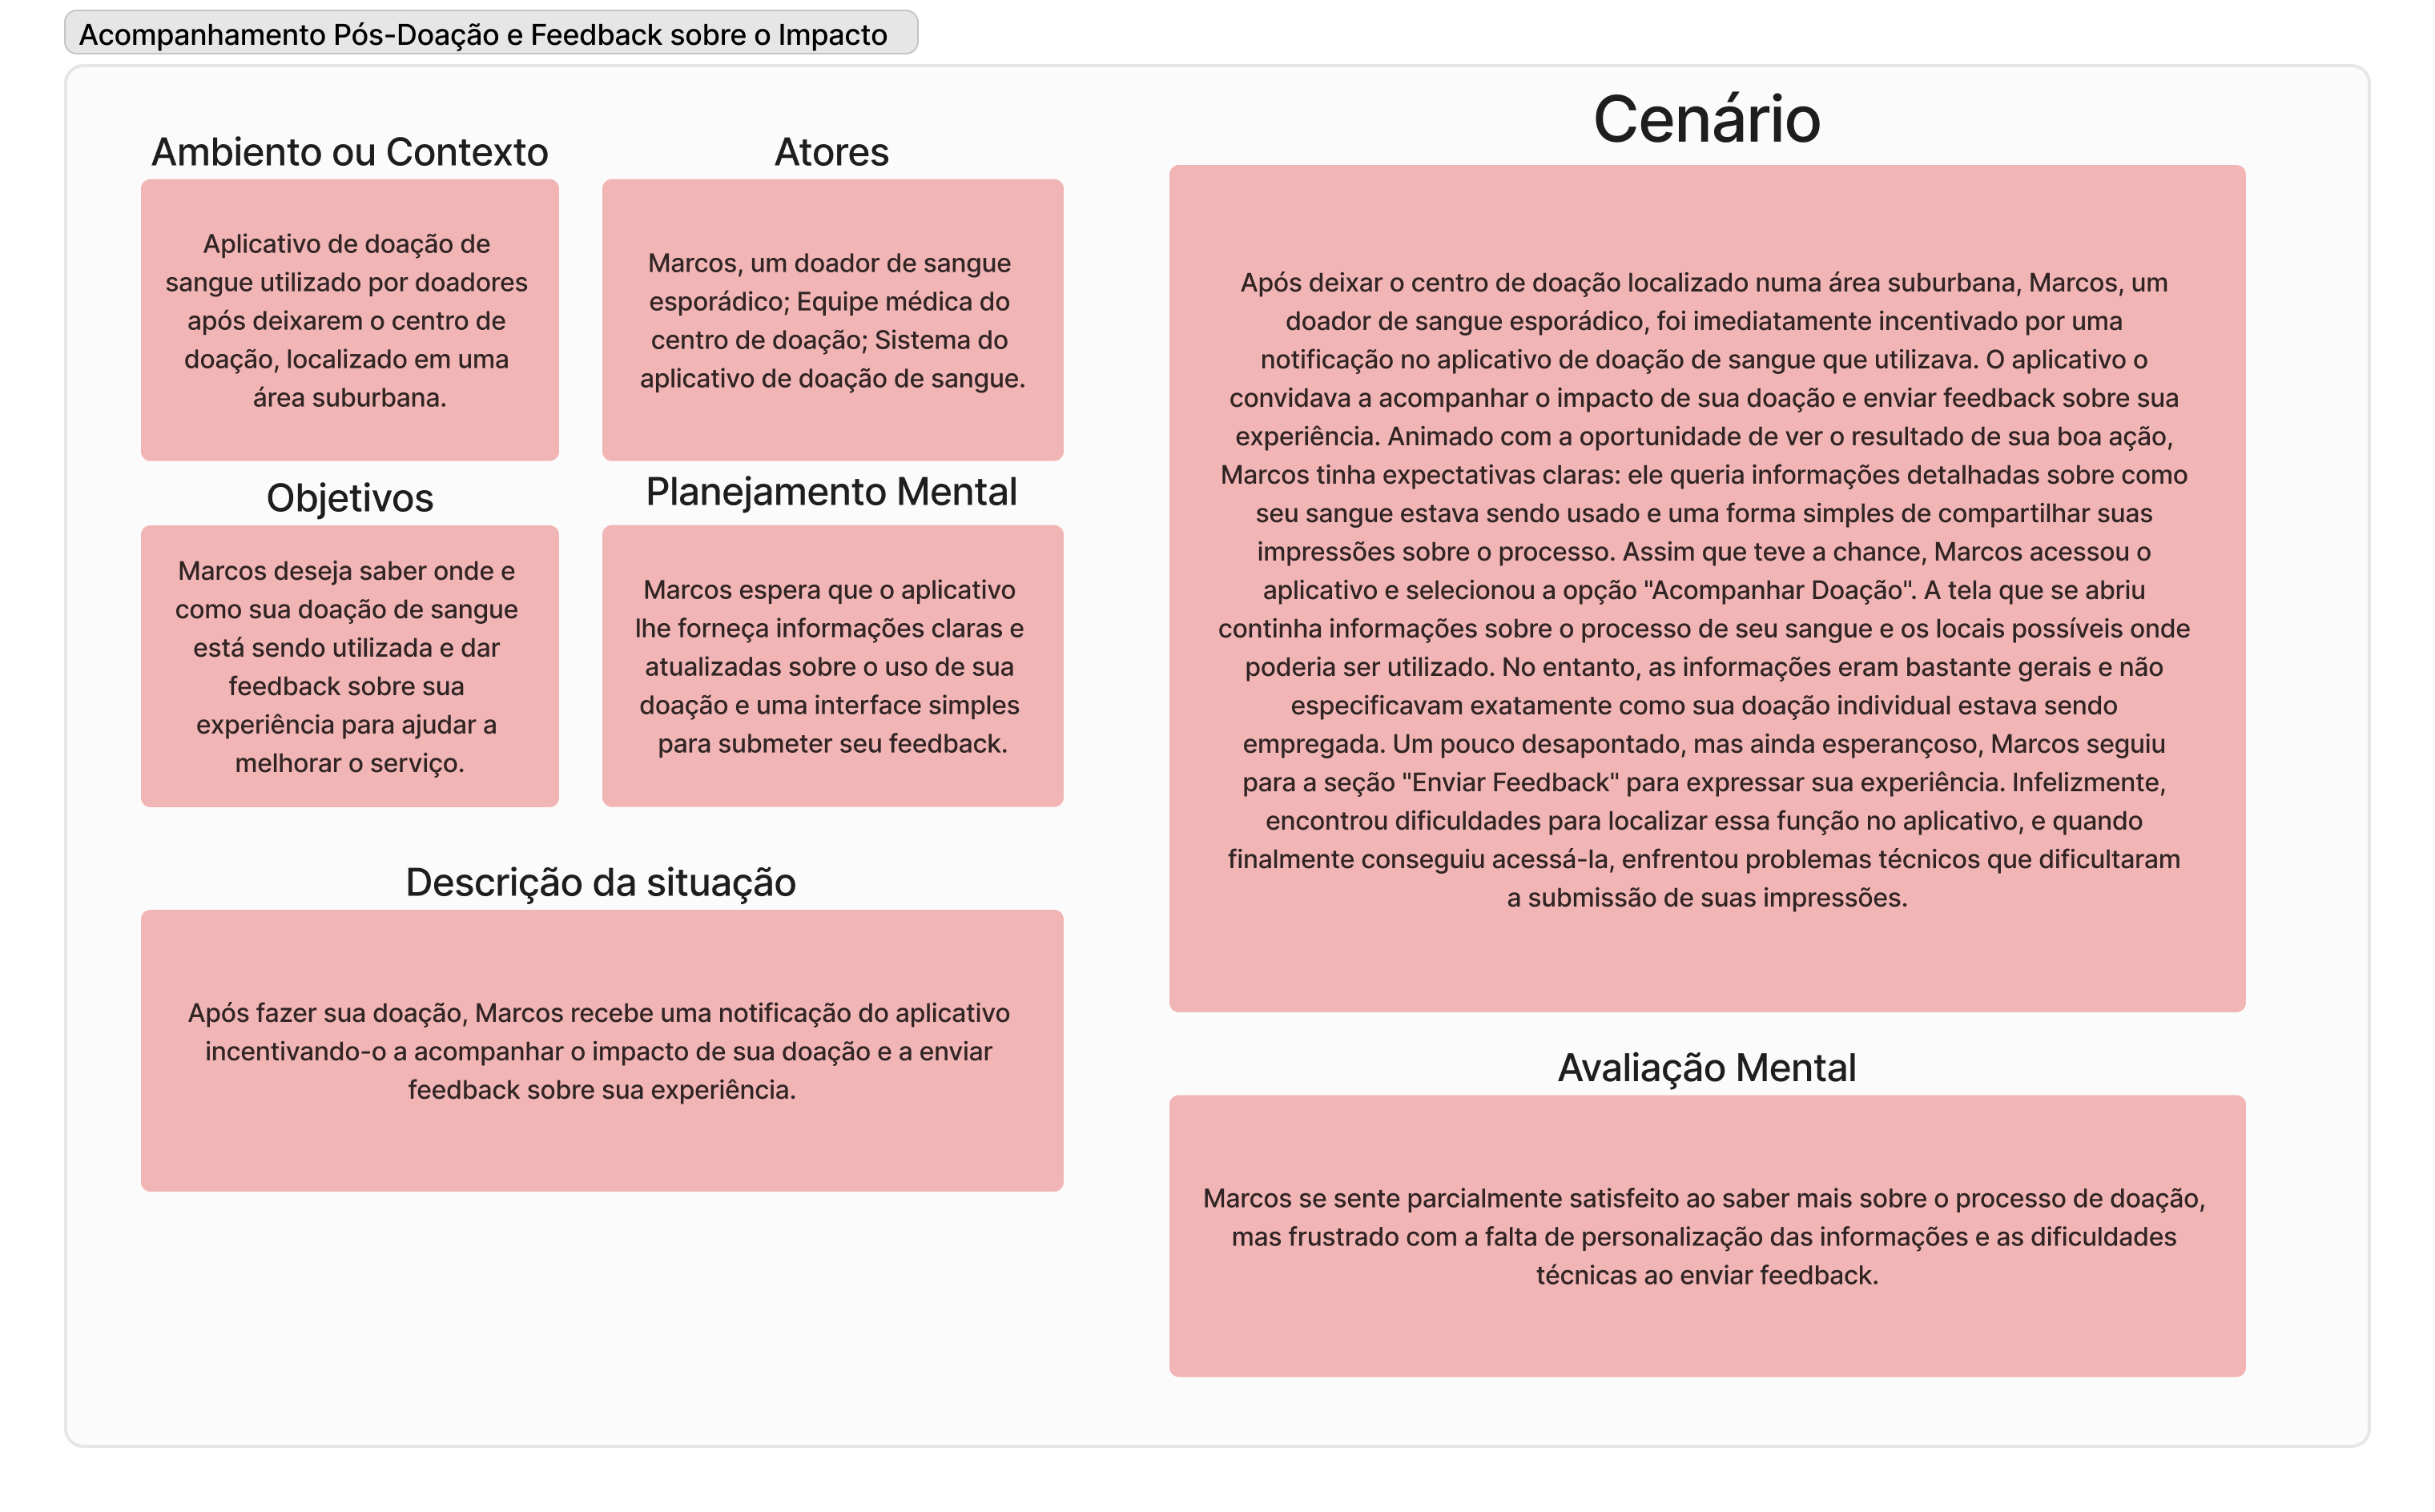 Acompanhamento Pós-Doação e Feedback sobre o Impacto
Ambiento ou Contexto
Aplicativo de doação de
sangue utilizado por doadores
após deixarem o centro de
doação, localizado em uma
área suburbana.
Atores
Marcos, um doador de sangue
esporádico; Equipe médica do
centro de doação; Sistema do
aplicativo de doação de sangue.
Objetivos
Marcos deseja saber onde e
como sua doação de sangue
está sendo utilizada e dar
feedback sobre sua
experiência para ajudar a
melhorar o serviço.
Planejamento Mental
Marcos espera que o aplicativo
lhe forneça informações claras e
atualizadas sobre o uso de sua
doação e uma interface simples
para submeter seu feedback.
Descrição da situação
Após fazer sua doação, Marcos recebe uma notificação do aplicativo
incentivando-o a acompanhar o impacto de sua doação e a enviar
feedback sobre sua experiência.
Cenário
Após deixar o centro de doação localizado numa área suburbana, Marcos, um
doador de sangue esporádico, foi imediatamente incentivado por uma
notificação no aplicativo de doação de sangue que utilizava. O aplicativo o
convidava a acompanhar o impacto de sua doação e enviar feedback sobre sua
experiência. Animado com a oportunidade de ver o resultado de sua boa ação,
Marcos tinha expectativas claras: ele queria informações detalhadas sobre como
seu sangue estava sendo usado e uma forma simples de compartilhar suas
impressões sobre o processo. Assim que teve a chance, Marcos acessou o
aplicativo e selecionou a opção "Acompanhar Doação". A tela que se abriu
continha informações sobre o processo de seu sangue e os locais possíveis onde
poderia ser utilizado. No entanto, as informações eram bastante gerais e não
especificavam exatamente como sua doação individual estava sendo
empregada. Um pouco desapontado, mas ainda esperançoso, Marcos seguiu
para a seção "Enviar Feedback" para expressar sua experiência. Infelizmente,
encontrou dificuldades para localizar essa função no aplicativo, e quando
finalmente conseguiu acessá-la, enfrentou problemas técnicos que dificultaram
a submissão de suas impressões.
Avaliação Mental
Marcos se sente parcialmente satisfeito ao saber mais sobre o processo de doação,
mas frustrado com a falta de personalização das informações e as dificuldades
técnicas ao enviar feedback.